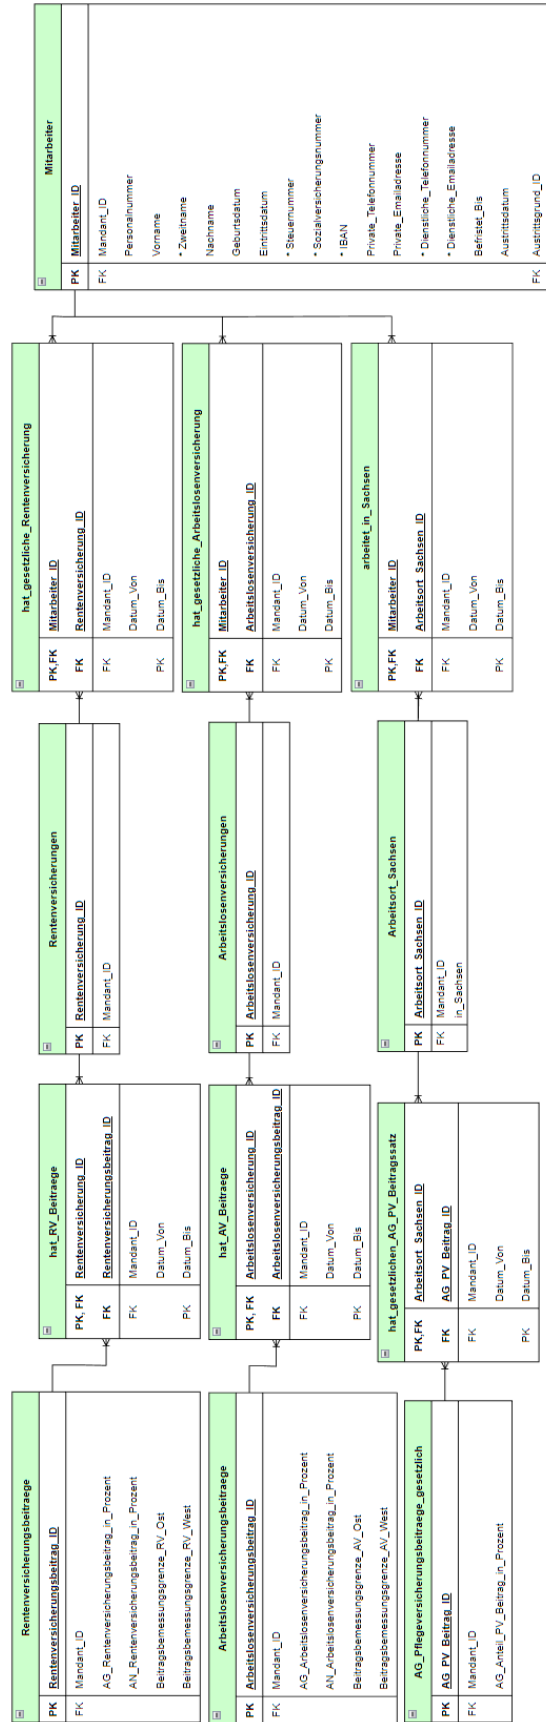 Rentenversicherungsbeitraege
PK Rentenversicherungsbeitrag_ID
FK Mandant_ID
AG_Rentenversicherungsbeitrag_in_Prozent
AN_Rentenversicherungsbeitrag_in_Prozent
Beitragsbemessungsgrenze_RV_Ost
Beitragsbemessungsgrenze_RV_West
hat_RV_Beitraege
PK, FK Rentenversicherung_ID
FK Rentenversicherungsbeitrag_ID
FK Mandant_ID
Datum_Von
PK Datum_Bis
Rentenversicherungen
PK Rentenversicherung_ID
FK Mandant_ID
hat_gesetzliche_Rentenversicherung
PK,FK Mitarbeiter_ID
FK Rentenversicherung_ID
FK Mandant_ID
Datum_Von
PK Datum_Bis
Mitarbeiter
PK Mitarbeiter_ID
FK Mandant_ID
Personalnummer
Vorname
* Zweitname
Nachname
Geburtsdatum
Eintrittsdatum
* Steuernummer
* Sozialversicherungsnummer
* IBAN
Private_Telefonnummer
Private_Emailadresse
* Dienstliche_Telefonnummer
* Dienstliche_Emailadresse
Befristet_Bis
Austrittsdatum
FK Austrittsgrund_ID
Arbeitslosenversicherungsbeitraege
PK Arbeitslosenversicherungsbeitrag_ID
FK Mandant_ID
AG_Arbeitslosenversicherungsbeitrag_in_Prozent
AN_Arbeitslosenversicherungsbeitrag_in_Prozent
Beitragsbemessungsgrenze_AV_Ost
Beitragsbemessungsgrenze_AV_West
hat_AV_Beitraege
PK, FK Arbeitslosenversicherung_ID
FK Arbeitslosenversicherungsbeitrag_ID
FK Mandant_ID
Datum_Von
PK Datum_Bis
Arbeitslosenversicherungen
PK Arbeitslosenversicherung_ID
FK Mandant_ID
hat_gesetzliche_Arbeitslosenversicherung
PK,FK Mitarbeiter_ID
FK Arbeitslosenversicherung_ID
FK Mandant_ID
Datum_Von
PK Datum_Bis
AG_Pflegeversicherungsbeitraege_gesetzlich
PK AG_PV_Beitrag_ID
FK Mandant_ID
AG_Anteil_PV_Beitrag_in_Prozent
hat_gesetzlichen_AG_PV_Beitragssatz
PK,FK Arbeitsort_Sachsen_ID
FK AG_PV_Beitrag_ID
FK Mandant_ID
Datum_Von
PK Datum_Bis
Arbeitsort_Sachsen
PK Arbeitsort_Sachsen_ID
FK Mandant_ID
in_Sachsen
arbeitet_in_Sachsen
PK,FK Mitarbeiter_ID
FK Arbeitsort_Sachsen_ID
FK Mandant_ID
Datum_Von
PK Datum_Bis